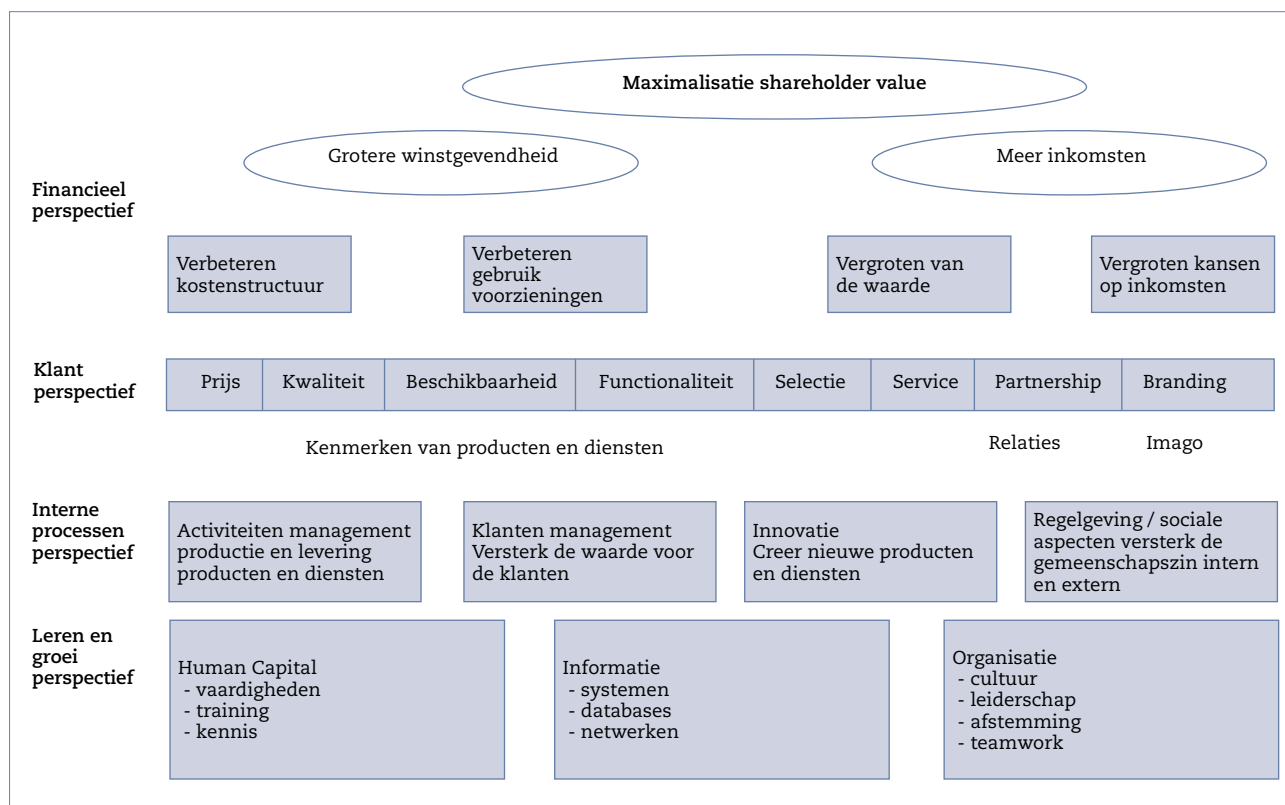 Maximalisatie shareholder value
Grotere winstgevendheid
Meer inkomsten
Financieel
perspectief
Verbeteren
kostenstructuur
Verbeteren
gebruik
voorzieningen
Vergroten van
de waarde
Vergroten kansen
op inkomsten
Klant
perspectief
Prijs
Kwaliteit
Beschikbaarheid
Functionaliteit
Selectie
Service
Partnership
Branding
Kenmerken van producten en diensten
Relaties
Imago
Interne
processen
perspectief
Activiteiten management
productie en levering
producten en diensten
Klanten management
Versterk de waarde voor
de klanten
Innovatie
Creer nieuwe producten
en diensten
Regelgeving / sociale
aspecten versterk de
gemeenschapszin intern
en extern
Leren en
groei
perspectief
Human Capital
- vaardigheden
- training
- kennis
Informatie
- systemen
- databases
- netwerken
Organisatie
- cultuur
- leiderschap
- afstemming
- teamwork